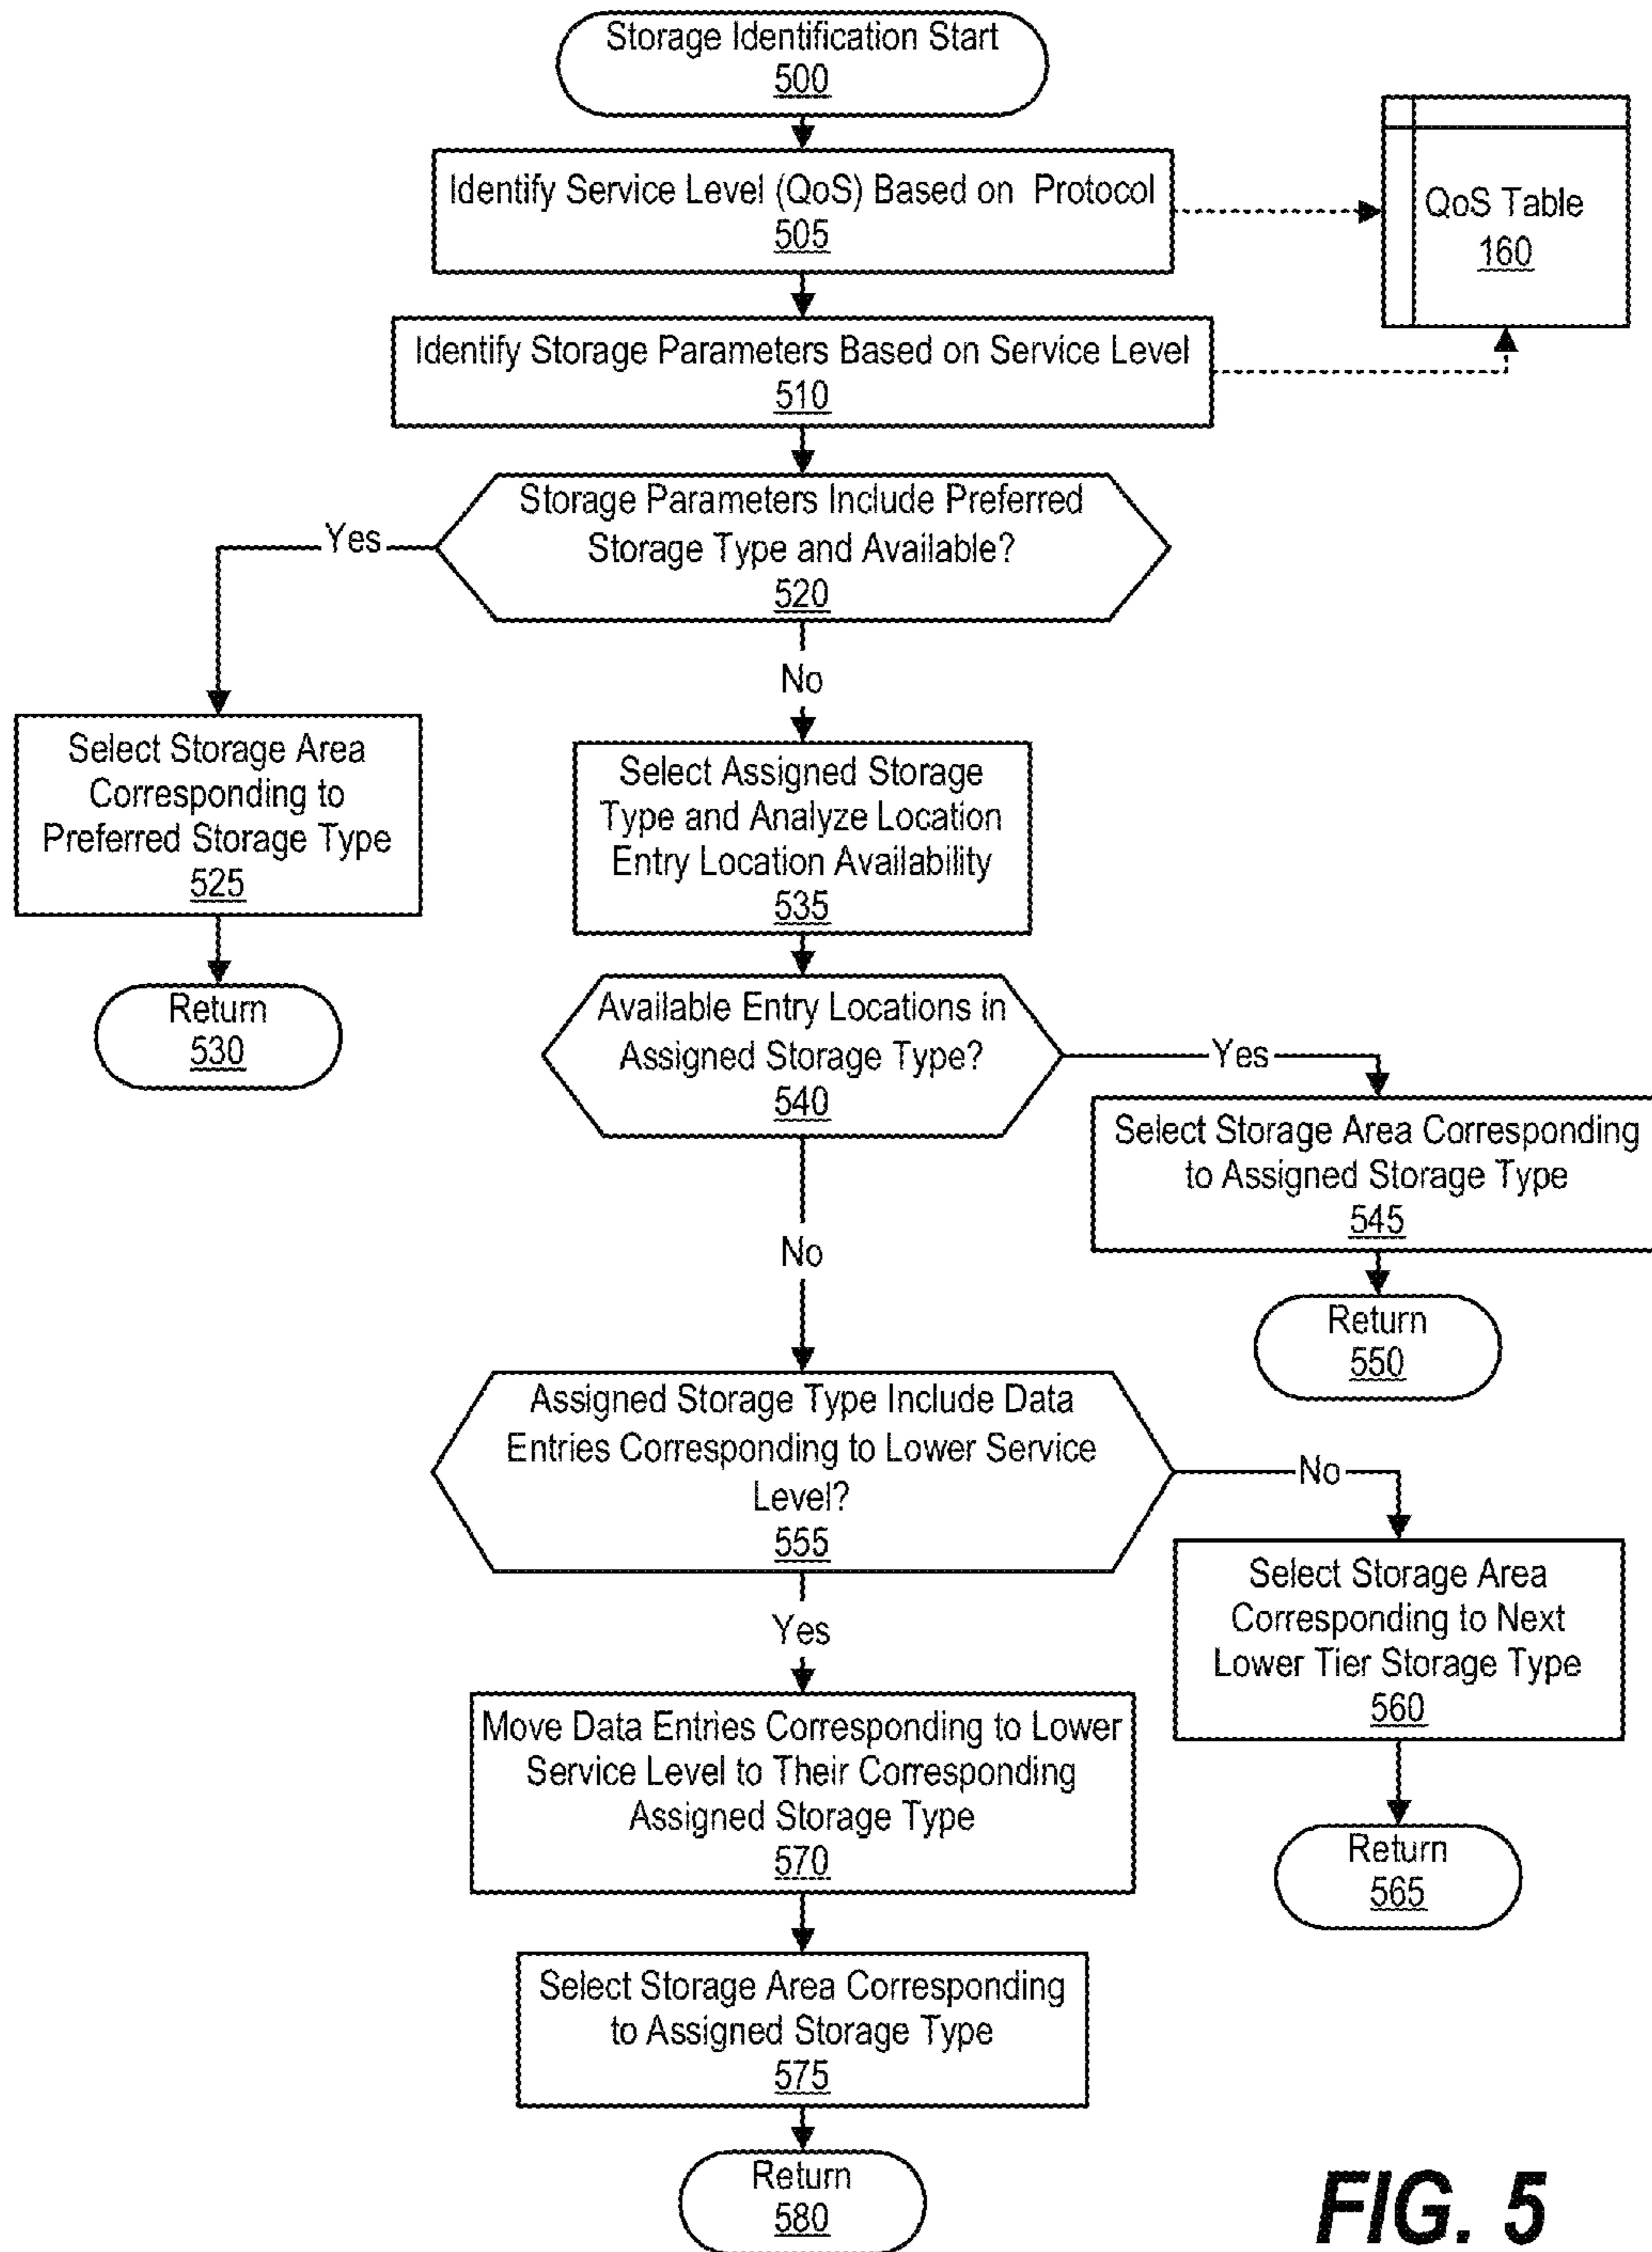 Storage Identification Start
500
Identify Service Level (QoS) Based on Protocol
505
QoS Table
160
Identify Storage Parameters Based on Service Level
510
Storage Parameters Include Preferred
Storage Type and Available?
520
Yes
No
Select Storage Area
Corresponding to
Preferred Storage Type
525
Return
530
Select Assigned Storage
Type and Analyze Location
Entry Location Availability
535
Available Entry Locations in
Assigned Storage Type?
540
Yes
Select Storage Area Corresponding
to Assigned Storage Type
545
Return
550
No
Assigned Storage Type Include Data
Entries Corresponding to Lower Service
Level?
555
No
Select Storage Area
Corresponding to Next
Lower Tier Storage Type
560
Return
565
Yes
Move Data Entries Corresponding to Lower
Service Level to Their Corresponding
Assigned Storage Type
570
Select Storage Area Corresponding
to Assigned Storage Type
575
Return
580
FIG. 5